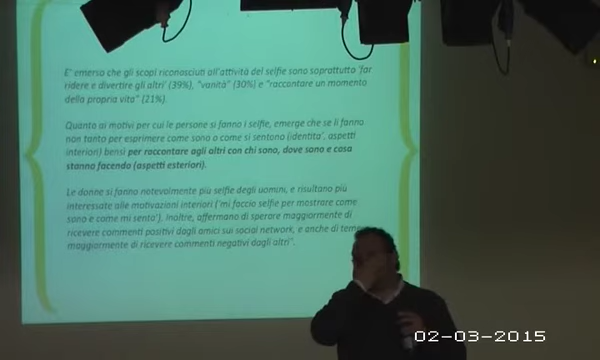 E' emerso che gli scopi riconosciuti all'attività del selfie sono soprattutto 'far
ridere e divertire gli altri' (39%), "vanità" (30%) e "raccontare un momento
della propria vita" (21%).
Quanto ai motivi per cui le persone si fanno i selfie, emerge che se li fanno
non tanto per esprimere come sono o come si sentono (identita', aspetti
interiori) bensì per raccontare agli altri con chi sono, dove sono e cosa
stanno facendo (aspetti esteriori).
Le donne si fanno notevolmente più selfie degli uomini, e risultano più
interessate alle motivazioni interiori ('mi faccio selfie per mostrare come
sono e come mi sento'). Inoltre, affermano di sperare maggiormente di
ricevere commenti positivi dagli amici sui social network, e anche di
maggiormente di ricevere commenti negativi dagli altri".
02-03-2015